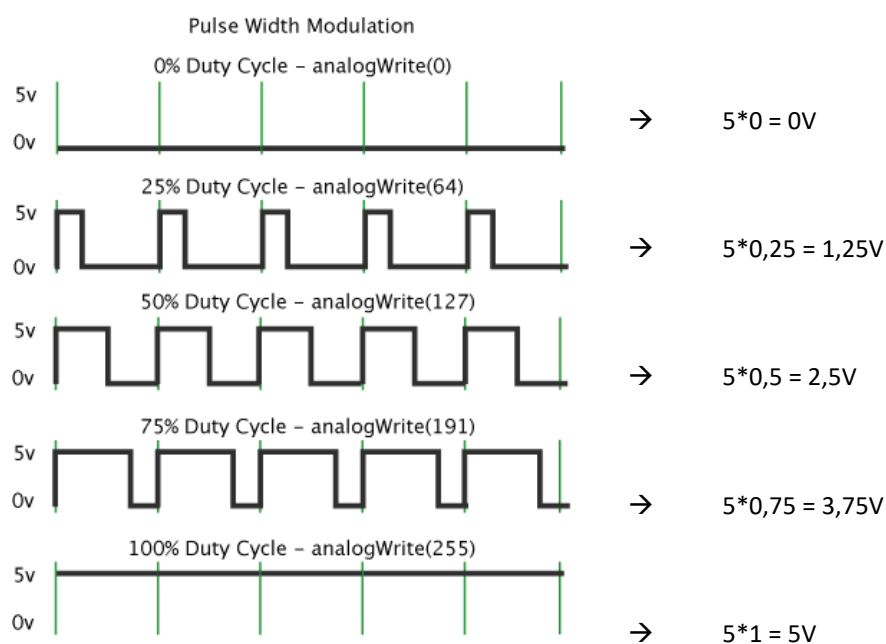 Pulse Width Modulation
0% Duty Cycle – analogWrite(0)
5v
0v
→ 5*0 = 0V
25% Duty Cycle – analogWrite(64)
5v
0v
→ 5*0,25 = 1,25V
50% Duty Cycle – analogWrite(127)
5v
0v
→ 5*0,5 = 2,5V
75% Duty Cycle – analogWrite(191)
5v
0v
→ 5*0,75 = 3,75V
100% Duty Cycle – analogWrite(255)
5v
0v
→ 5*1 = 5V